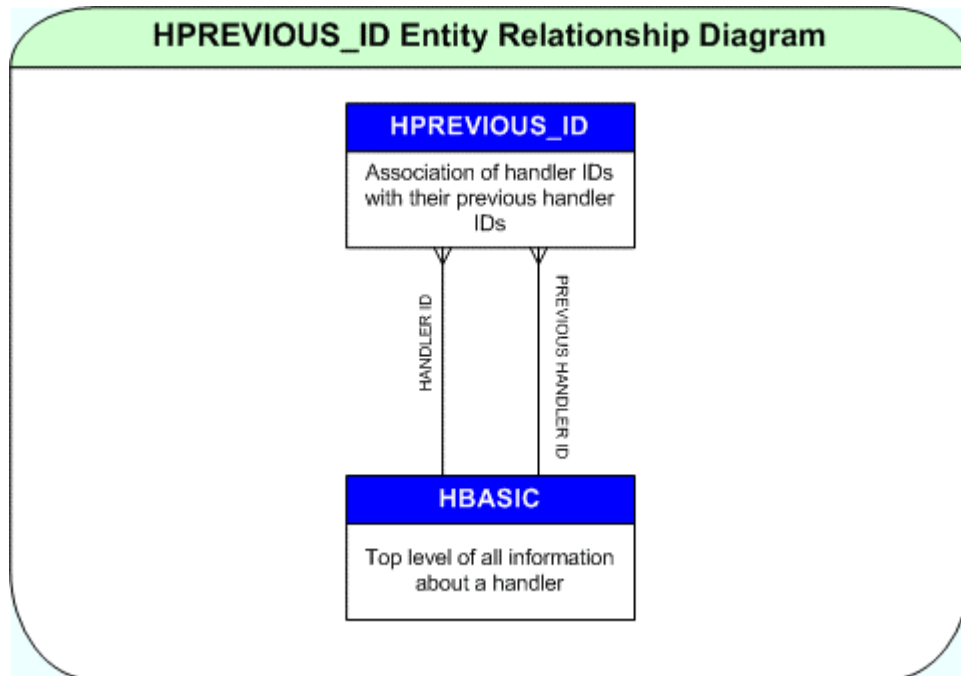 HPREVIOUS_ID Entity Relationship Diagram
HPREVIOUS_ID
Association of handler IDs
with their previous handler
IDs
HANDLER ID
PREVIOUS HANDLER ID
HBASIC
Top level of all information
about a handler